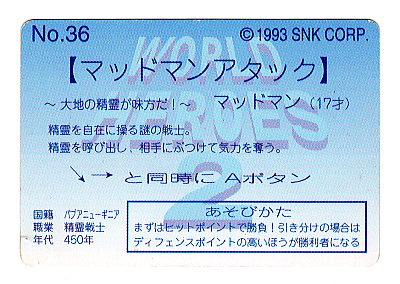 No.36
©1993 SNK CORP.
WORLD HEROES 2
【マッドマンアタック】
～大地の精霊が味方だ！～ マッドマン（17才）
精霊を自在に操る謎の戦士。
精霊を呼び出し、相手にぶつけて気力を奪う。
↘ → と同時に Aボタン
国籍 パプアニューギニア
職業 精霊戦士
年代 450年
あそびかた
まずはヒットポイントで勝負！引き分けの場合は
ディフェンスポイントの高いほうが勝利者になる